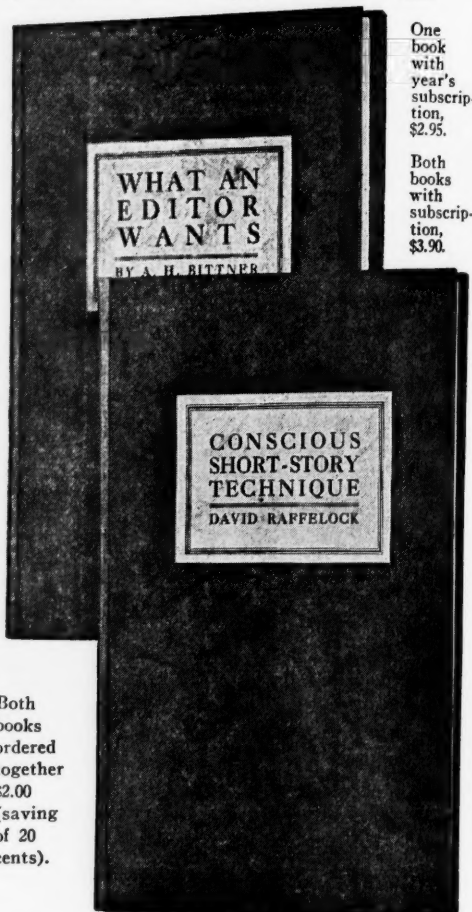 One
book
with
year's
subscrip-
tion,
$2.95.
Both
books
with
subscrip-
tion,
$3.90.
WHAT AN
EDITOR
WANTS
BY A. H. BITTNER
CONSCIOUS
SHORT-STORY
TECHNIQUE
DAVID RAFFELOCK
Both
books
ordered
together
$2.00
(saving
of 20
cents).